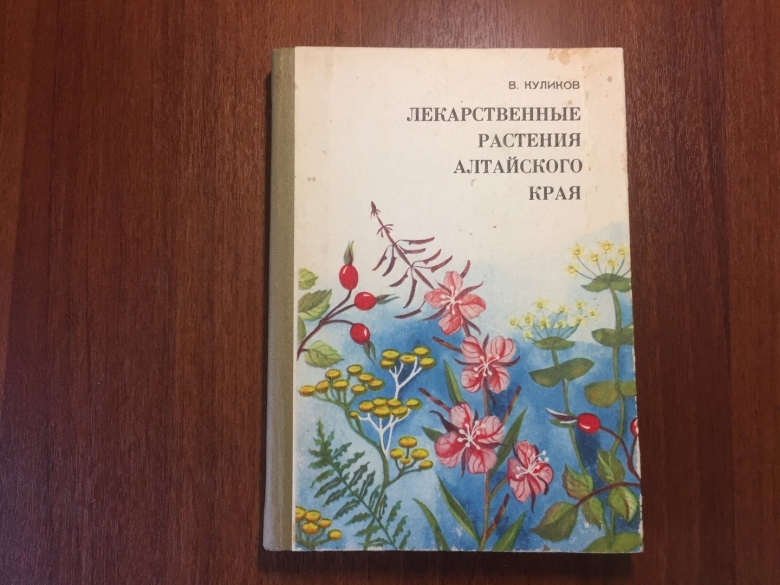 В. КУЛИКОВ
ЛЕКАРСТВЕННЫЕ
РАСТЕНИЯ
АЛТАЙСКОГО
КРАЯ